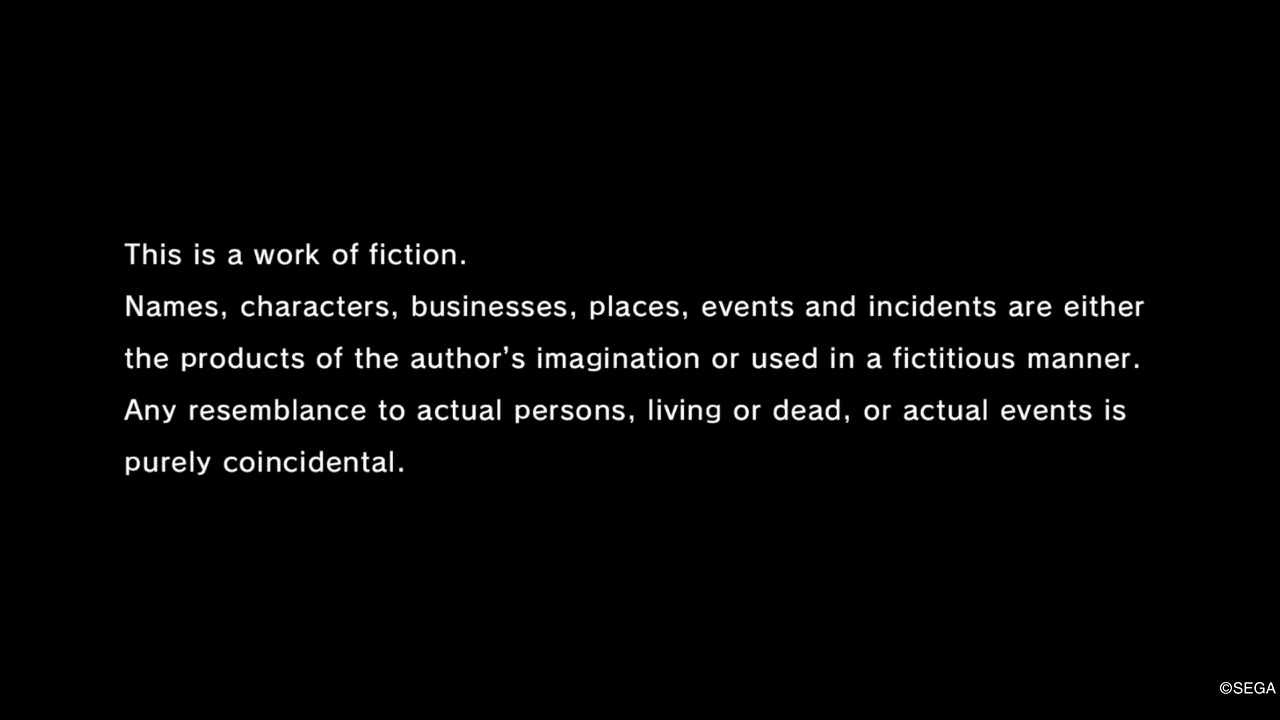 This is a work of fiction.
Names, characters, businesses, places, events and incidents are either
the products of the author’s imagination or used in a fictitious manner.
Any resemblance to actual persons, living or dead, or actual events is
purely coincidental.
©SEGA